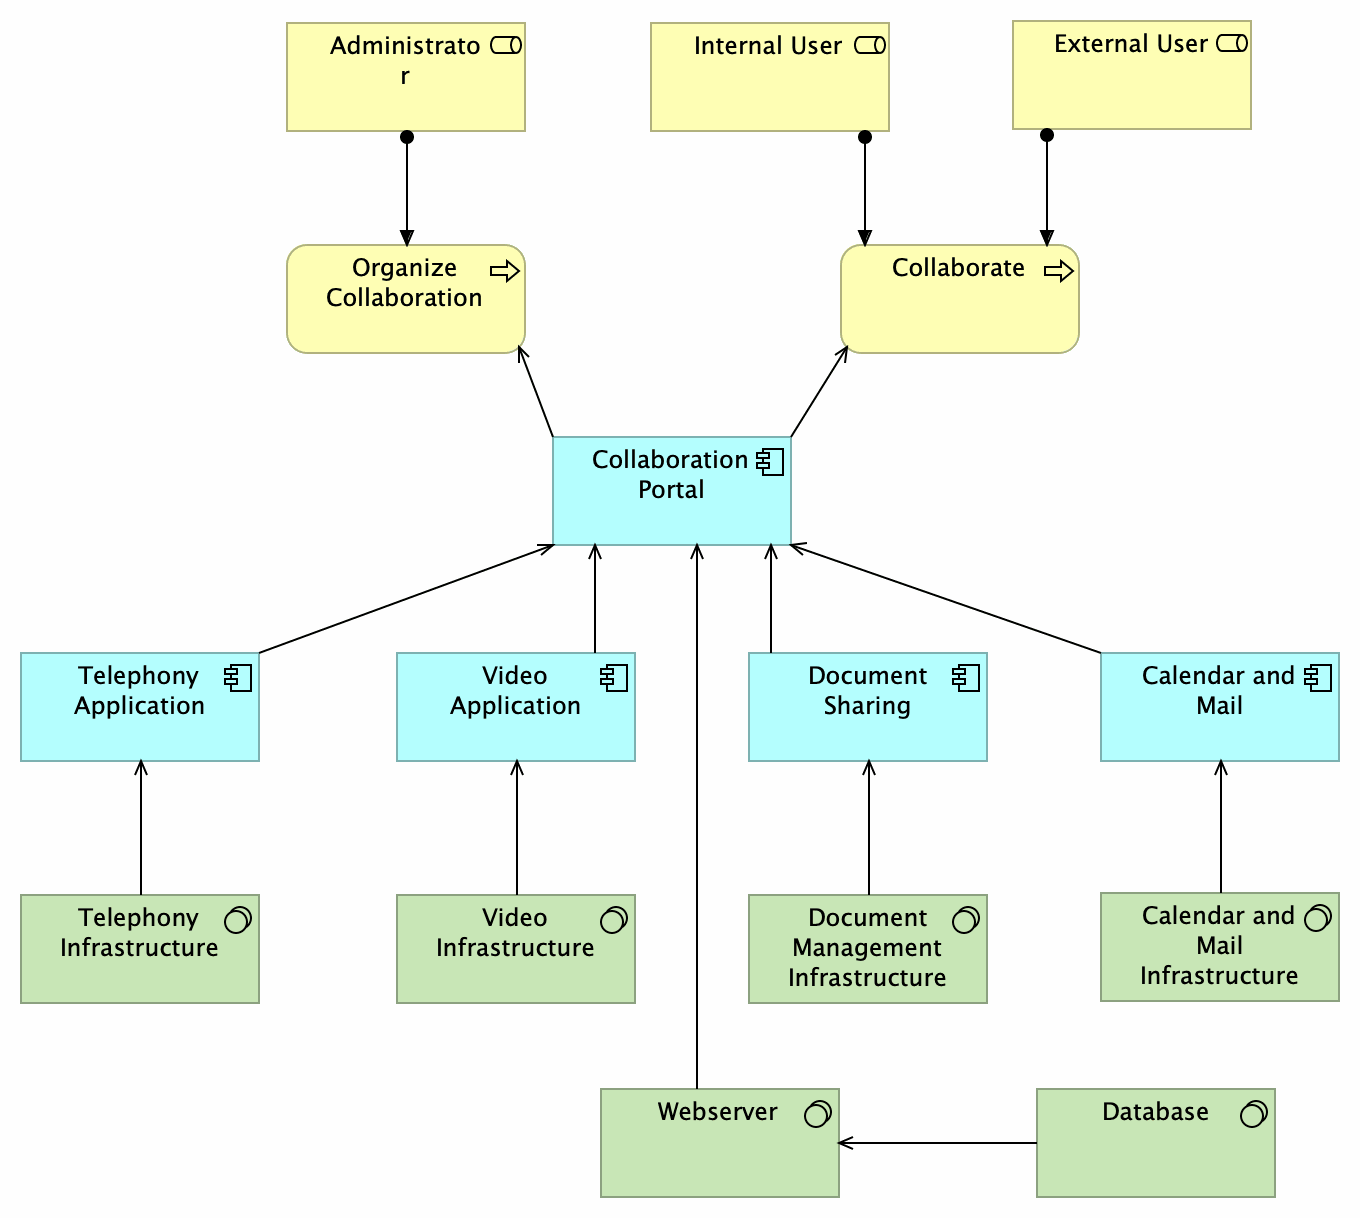 Administrato
r
Internal User
External User
Organize
Collaboration
Collaborate
Collaboration
Portal
Telephony
Application
Video
Application
Document
Sharing
Calendar and
Mail
Telephony
Infrastructure
Video
Infrastructure
Document
Management
Infrastructure
Calendar and
Mail
Infrastructure
Webserver
Database